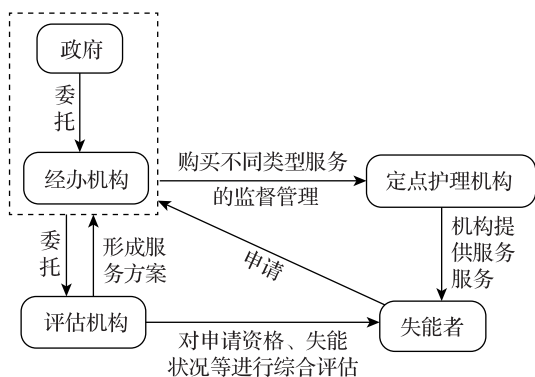 政府
委
托
经办机构
购买不同类型服务
的监督管理
定点护理机构
委
托
形成服
务方案
申请
机构提
供服务
服务
评估机构
对申请资格、失能
状况等进行综合评估
失能者